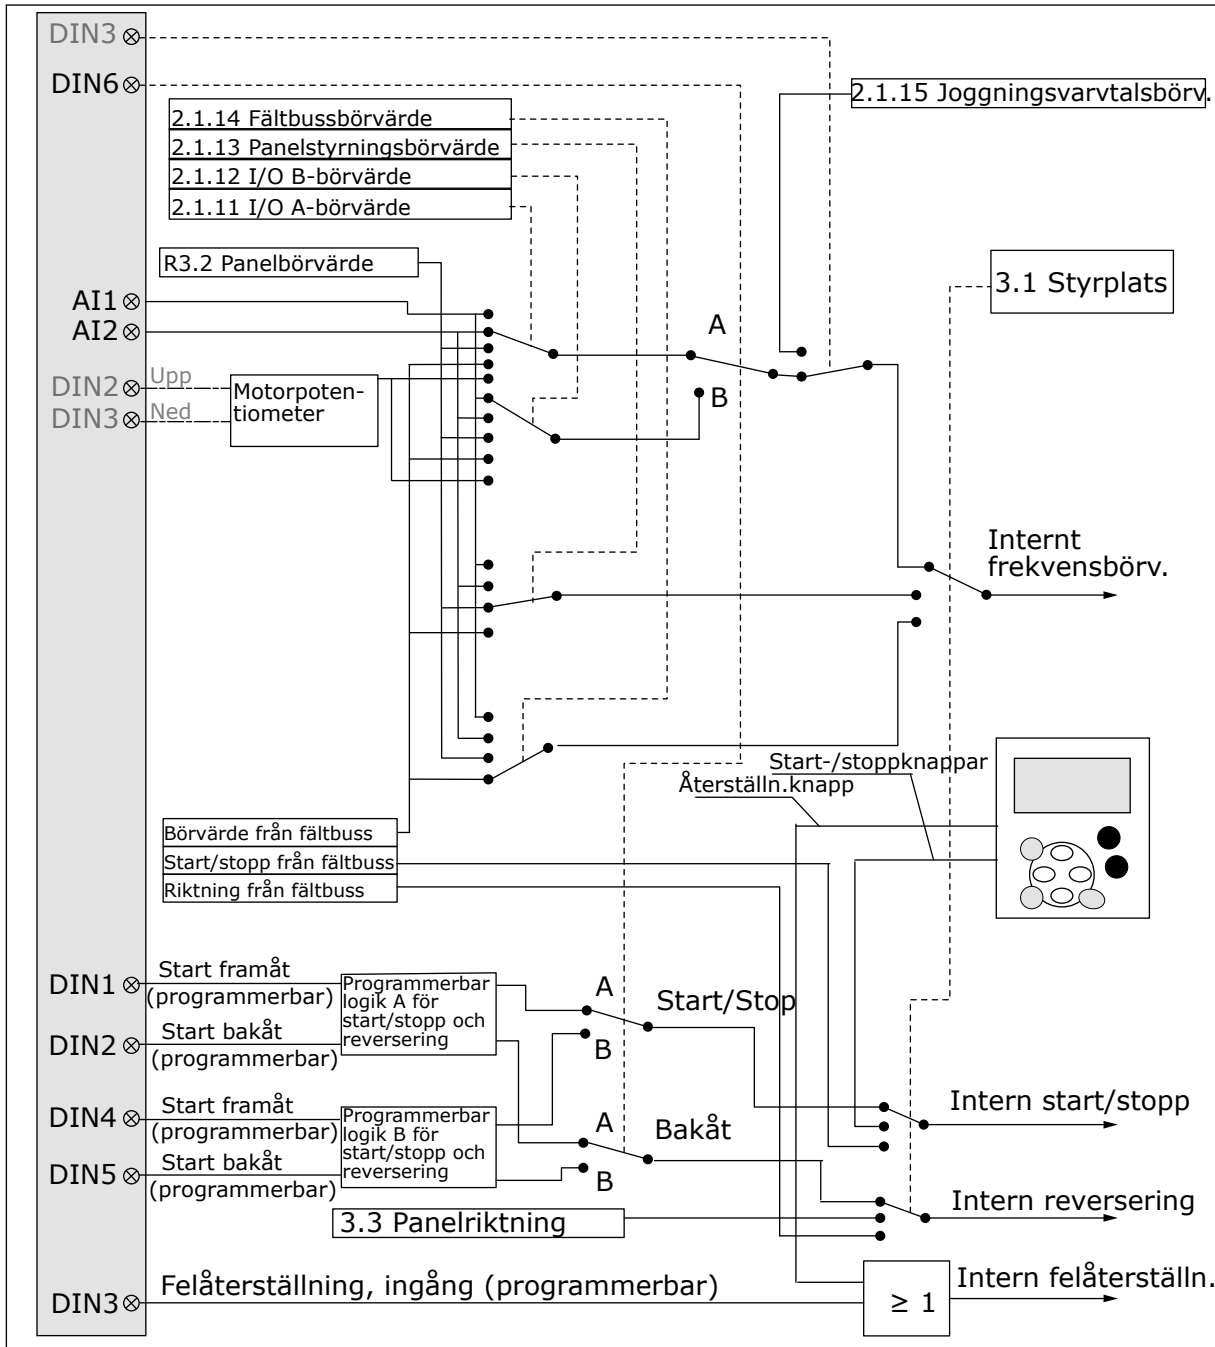 DIN3
DIN6
2.1.15 Joggningsvarvtalsbörv.
2.1.14 Fältbussbörvärde
2.1.13 Panelstyrningsbörvärde
2.1.12 I/O B-börvärde
2.1.11 I/O A-börvärde
R3.2 Panelbörvärde
3.1 Styrplats
AI1
AI2
A
B
DIN2
Upp
DIN3
Ned
Motorpoten-
tiometer
Internt
frekvensbörv.
Start-/stoppknappar
Återställn.knapp
Börvärde från fältbuss
Start/stopp från fältbuss
Riktning från fältbuss
DIN1
Start framåt
(programmerbar)
DIN2
Start bakåt
(programmerbar)
Programmerbar
logik A för
start/stopp och
reversering
A
B
Start/Stop
DIN4
Start framåt
(programmerbar)
DIN5
Start bakåt
(programmerbar)
Programmerbar
logik B för
start/stopp och
reversering
A
B
Bakåt
Intern start/stopp
3.3 Panelriktning
Intern reversering
DIN3
Felåterställning, ingång (programmerbar)
≥ 1
Intern felåterställn.